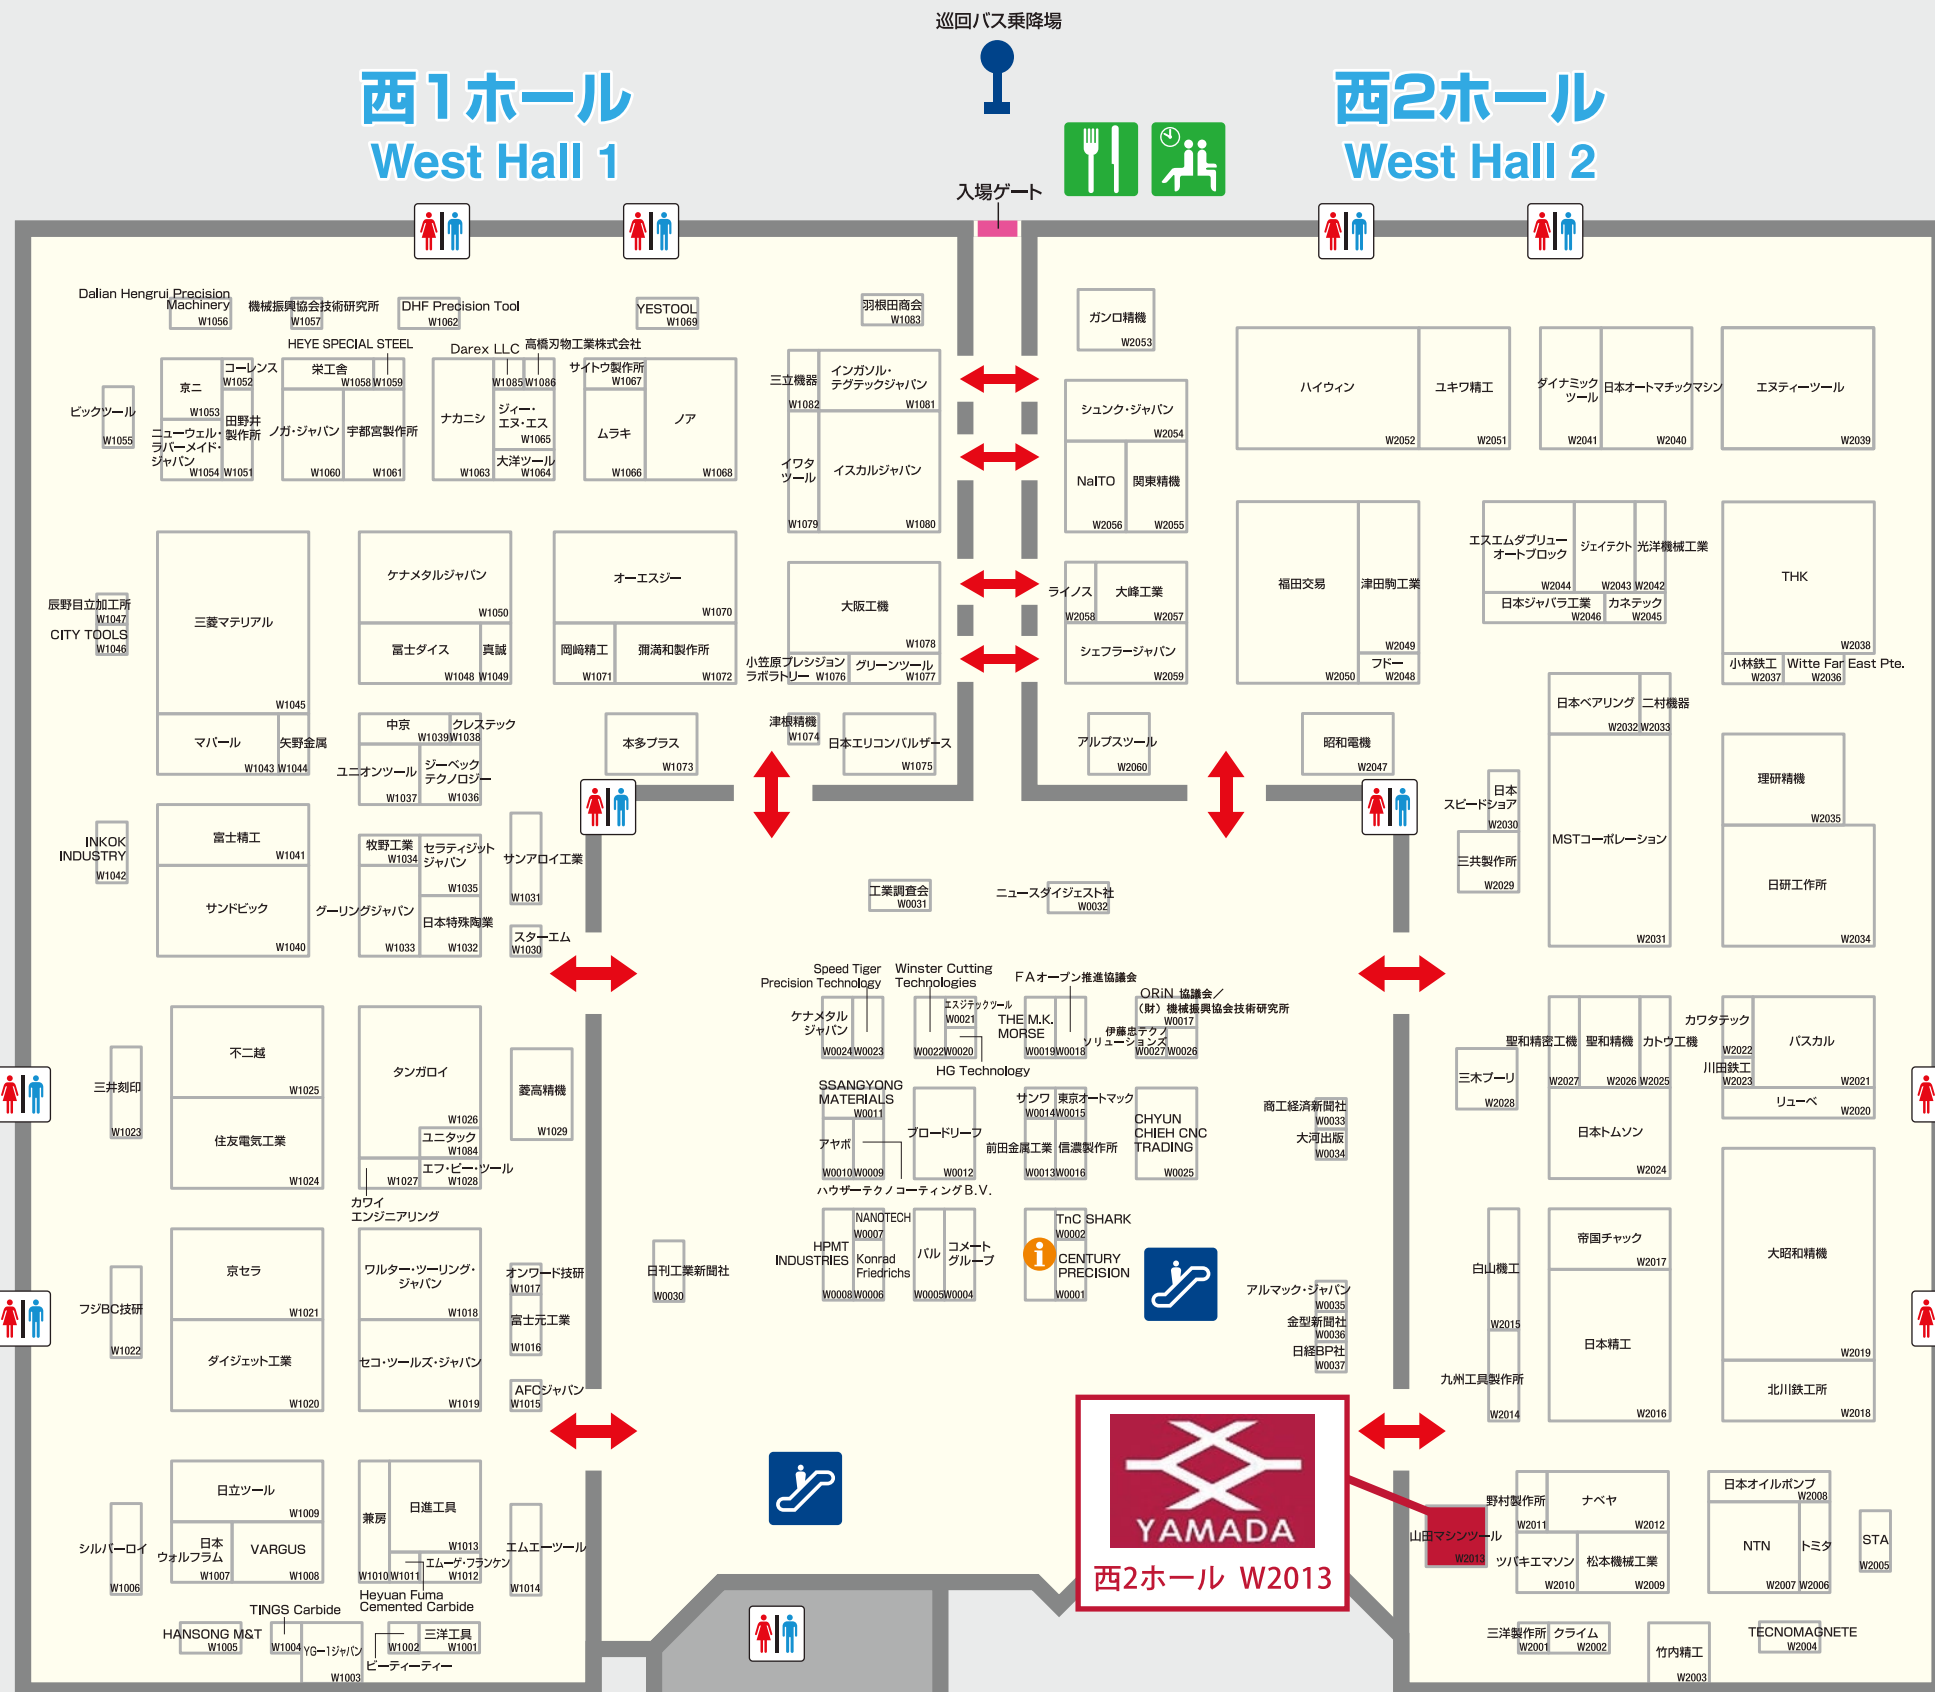 巡回バス乗降場
西1ホール
West Hall 1
西2ホール
West Hall 2
入場ゲート
Dalian Hengrui Precision
Machinery
W1056
機械振興協会技術研究所
W1057
DHF Precision Tool
W1062
YESTOOL
W1069
羽根田商会
W1083
HEYE SPECIAL STEEL
Darex LLC
高橋刃物工業株式会社
ビックツール
W1055
京二
W1053
コーレンス
W1052
ニューウェル・
ラバーメイド・
ジャパン
W1054
田野井
製作所
W1051
栄工舎
W1058
W1059
ノガ・ジャパン
W1060
宇都宮製作所
W1061
ナカニシ
W1063
W1085
W1086
ジィー・
エヌ・エス
W1065
大洋ツール
W1064
サイトウ製作所
W1067
ムラキ
W1066
ノア
W1068
三立機器
W1082
インガソル・
テグテックジャパン
W1081
イワタ
ツール
W1079
イスカルジャパン
W1080
辰野目立加工所
W1047
CITY TOOLS
W1046
三菱マテリアル
W1045
マパール
W1043
矢野金属
W1044
ケナメタルジャパン
W1050
冨士ダイス
W1048
真誠
W1049
オーエスジー
W1070
岡﨑精工
W1071
彌満和製作所
W1072
大阪工機
W1078
小笠原プレシジョン
ラボラトリー
W1076
グリーンツール
W1077
中京
W1039
クレステック
W1038
ユニオンツール
W1037
ジーベック
テクノロジー
W1036
本多プラス
W1073
津根精機
W1074
日本エリコンバルザース
W1075
INKOK
INDUSTRY
W1042
富士精工
W1041
サンドビック
W1040
牧野工業
W1034
セラティジット
ジャパン
W1035
グーリングジャパン
W1033
日本特殊陶業
W1032
サンアロイ工業
W1031
スターエム
W1030
三井刻印
W1023
不二越
W1025
住友電気工業
W1024
タンガロイ
W1026
ユニタック
W1084
W1027
エフ・ピー・ツール
W1028
カワイ
エンジニアリング
菱高精機
W1029
フジBC技研
W1022
京セラ
W1021
ダイジェット工業
W1020
ワルター・ツーリング・
ジャパン
W1018
セコ・ツールズ・ジャパン
W1019
オンワード技研
W1017
富士元工業
W1016
AFCジャパン
W1015
シルバーロイ
W1006
日立ツール
W1009
日本
ウォルフラム
W1007
VARGUS
W1008
兼房
W1010
日進工具
W1013
W1011
エムーゲ・フランケン
W1012
Heyuan Fuma
Cemented Carbide
エムエーツール
W1014
HANSONG M&T
W1005
TINGS Carbide
W1004
YG-1ジャパン
W1003
W1002
ビーティーティー
三洋工具
W1001
工業調査会
W0031
ニュースダイジェスト社
W0032
Speed Tiger
Precision Technology
Winster Cutting
Technologies
FAオープン推進協議会
ORiN 協議会／
（財）機械振興協会技術研究所
W0017
ケナメタル
ジャパン
W0024
W0023
W0022
エスジテックツール
W0021
W0020
HG Technology
THE M.K.
MORSE
W0019
W0018
伊藤忠テクノ
ソリューションズ
W0027
W0026
SSANGYONG
MATERIALS
W0011
アヤボ
W0010
W0009
ハウザーテクノコーティングB.V.
ブロードリーフ
W0012
サンワ
W0014
東京オートマック
W0015
前田金属工業
W0013
信濃製作所
W0016
CHYUN
CHIEH CNC
TRADING
W0025
HPMT
INDUSTRIES
W0008
NANOTECH
W0007
Konrad
Friedrichs
W0006
バル
W0005
コメート
グループ
W0004
TnC SHARK
W0002
CENTURY
PRECISION
W0001
日刊工業新聞社
W0030
商工経済新聞社
W0033
大河出版
W0034
アルマック・ジャパン
W0035
金型新聞社
W0036
日経BP社
W0037
YAMADA
西2ホール W2013
ガンロ精機
W2053
シュンク・ジャパン
W2054
NaITO
W2056
関東精機
W2055
ハイウィン
W2052
ユキワ精工
W2051
ダイナミック
ツール
W2041
日本オートマチックマシン
W2040
エヌティーツール
W2039
ライノス
W2058
大峰工業
W2057
シェフラージャパン
W2059
福田交易
W2050
津田駒工業
W2049
フドー
W2048
エスエムダブリュー
オートブロック
W2044
ジェイテクト
W2043
光洋機械工業
W2042
日本ジャバラ工業
W2046
カネテック
W2045
THK
W2038
小林鉄工
W2037
Witte Far East Pte.
W2036
アルプスツール
W2060
昭和電機
W2047
日本ベアリング
W2032
二村機器
W2033
MSTコーポレーション
W2031
日本
スピードショア
W2030
三共製作所
W2029
理研精機
W2035
日研工作所
W2034
聖和精密工機
W2027
聖和精機
W2026
カトウ工機
W2025
三木プーリ
W2028
日本トムソン
W2024
カワタテック
W2022
川田鉄工
W2023
パスカル
W2021
リューベ
W2020
白山機工
W2015
帝国チャック
W2017
日本精工
W2016
九州工具製作所
W2014
大昭和精機
W2019
北川鉄工所
W2018
山田マシンツール
W2013
野村製作所
W2011
ナベヤ
W2012
ツバキエマソン
W2010
松本機械工業
W2009
日本オイルポンプ
W2008
NTN
W2007
トミタ
W2006
STA
W2005
三洋製作所
W2001
クライム
W2002
竹内精工
W2003
TECNOMAGNETE
W2004